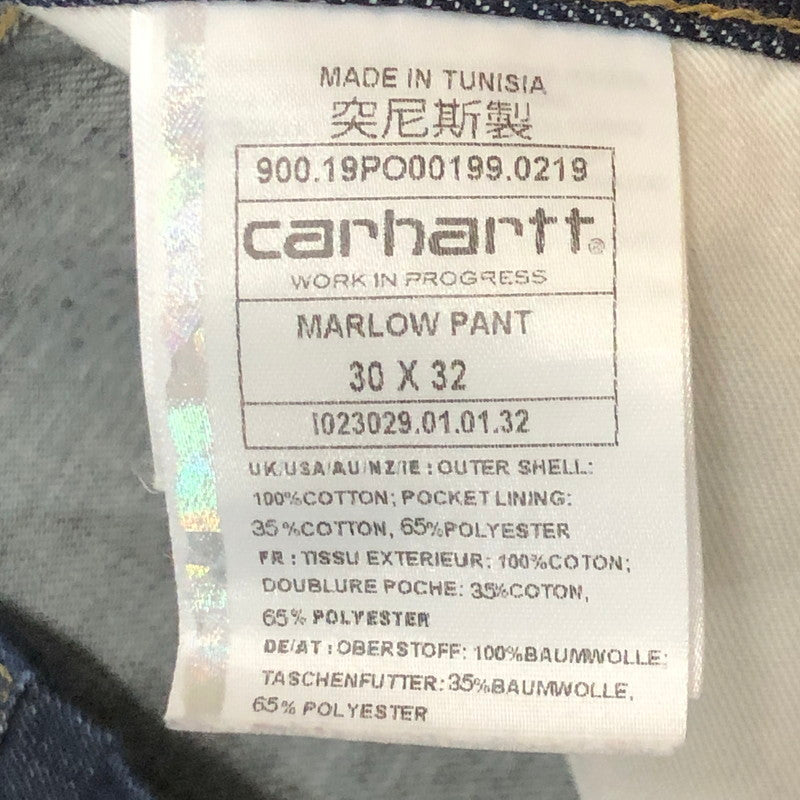 MADE IN TUNISIA
突尼斯製
900.19PO00199.0219
carhartt®
WORK IN PROGRESS
MARLOW PANT
30 X 32
I023029.01.01.32
UK/USA/AU/NZ/IE : OUTER SHELL:
100%COTTON; POCKET LINING:
35%COTTON, 65%POLYESTER
FR : TISSU EXTERIEUR: 100%COTON;
DOUBLURE POCHE: 35%COTON,
65% POLYESTER
DE/AT : OBERSTOFF: 100%BAUMWOLLE;
TASCHENFUTTER: 35%BAUMWOLLE,
65% POLYESTER